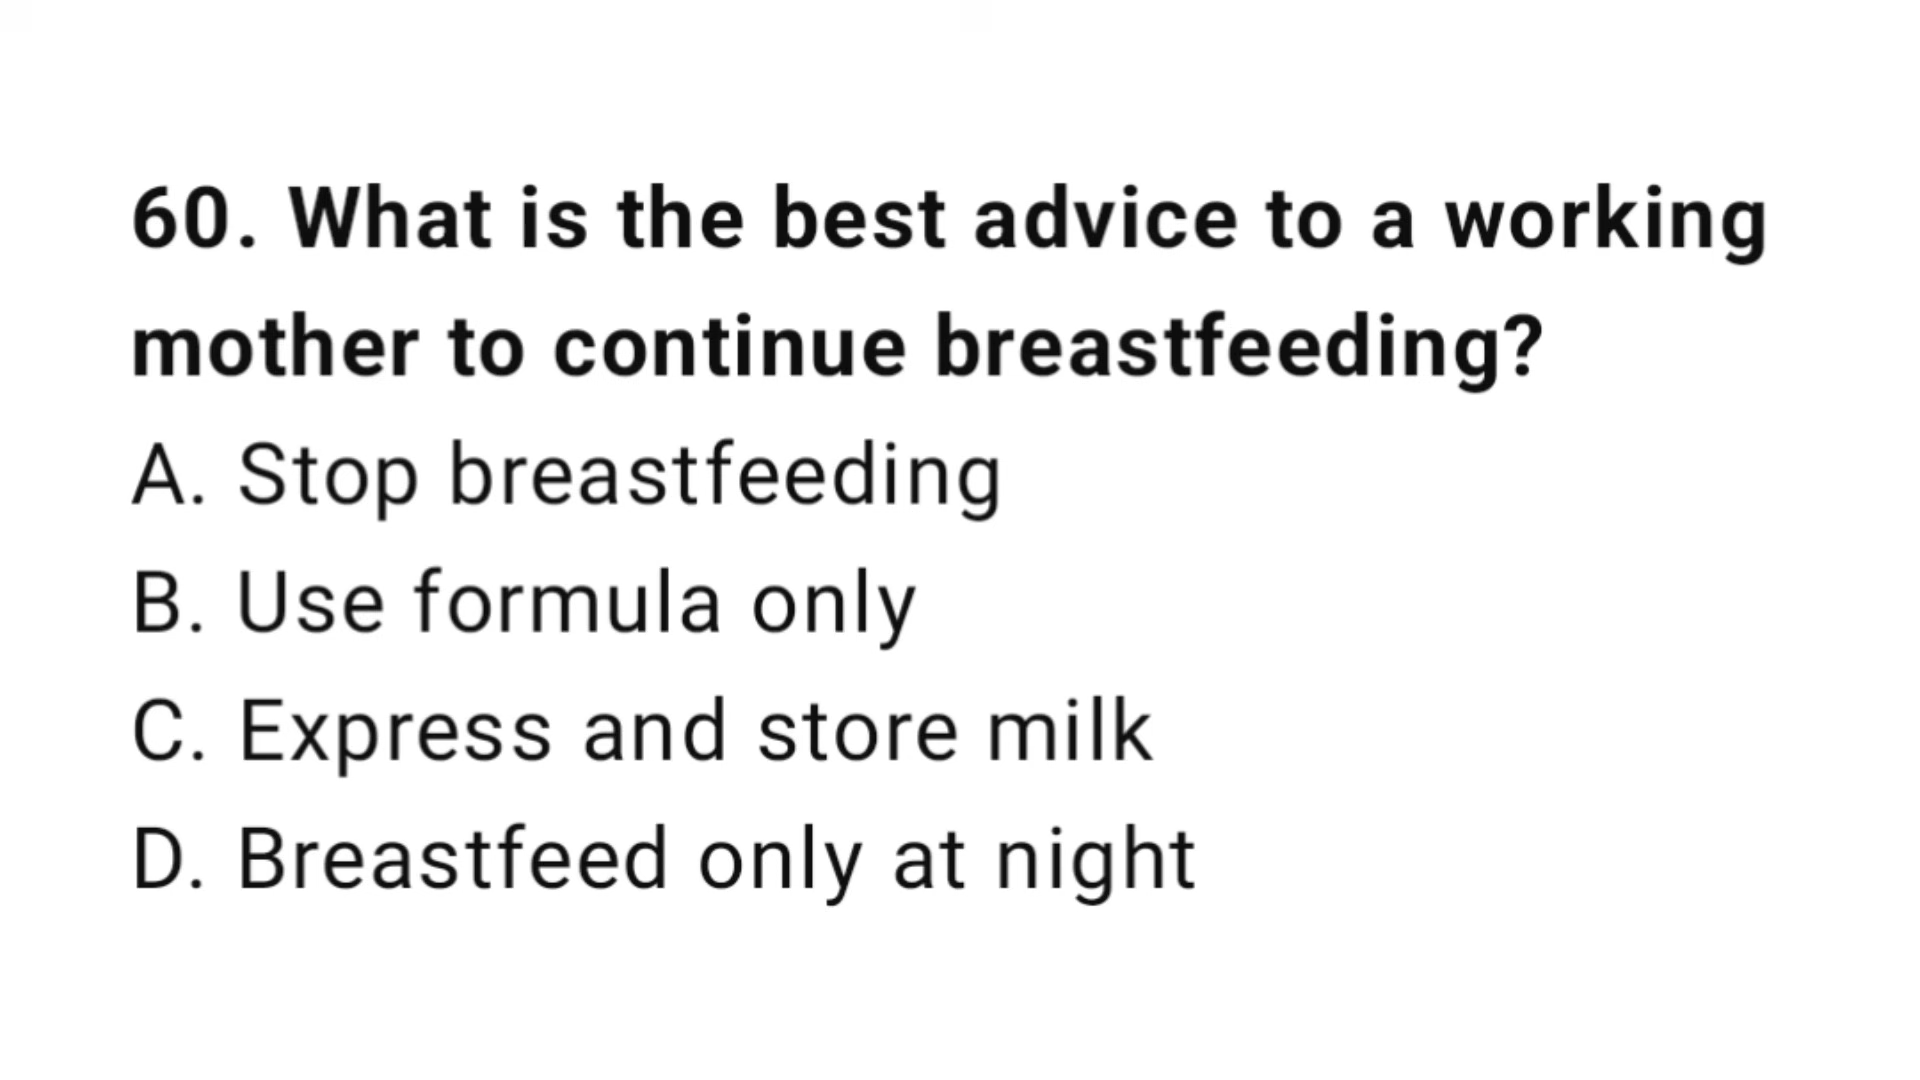 60. What is the best advice to a working
mother to continue breastfeeding?
A. Stop breastfeeding
B. Use formula only
C. Express and store milk
D. Breastfeed only at night